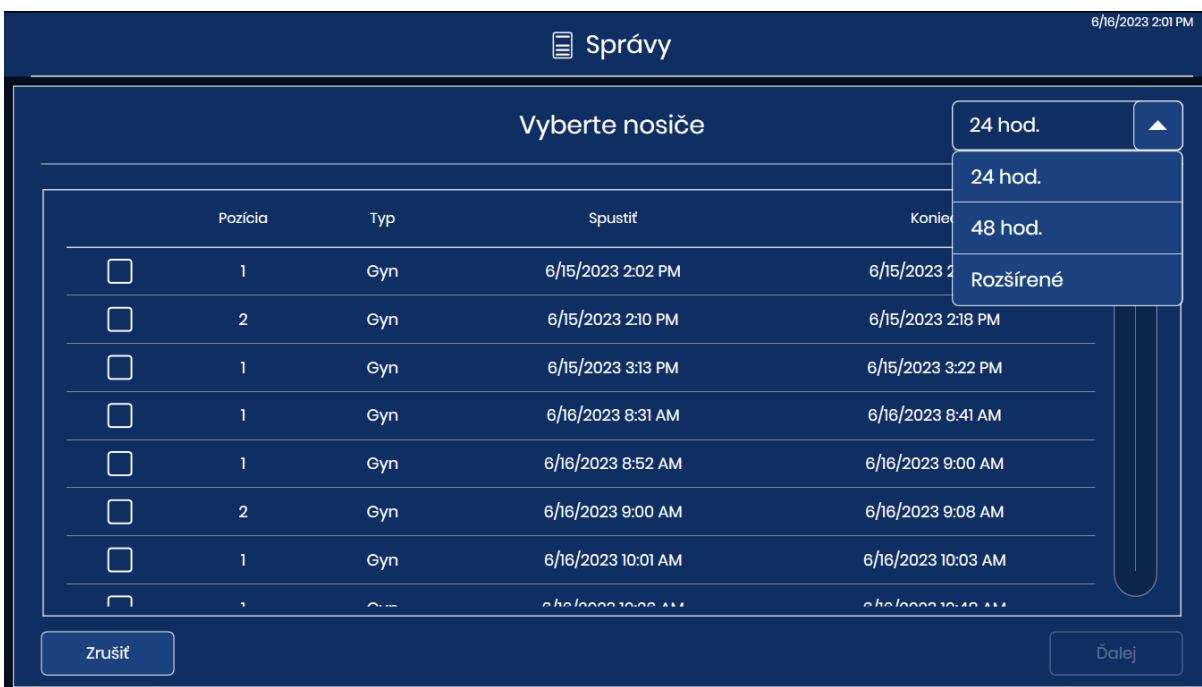 6/16/2023 2:01 PM
Správy
Vyberte nosiče
24 hod.
24 hod.
48 hod.
Rozšírené
Pozícia Typ Spustiť
1 Gyn 6/15/2023 2:02 PM 6/15/2023
2 Gyn 6/15/2023 2:10 PM 6/15/2023 2:18 PM
1 Gyn 6/15/2023 3:13 PM 6/15/2023 3:22 PM
1 Gyn 6/16/2023 8:31 AM 6/16/2023 8:41 AM
1 Gyn 6/16/2023 8:52 AM 6/16/2023 9:00 AM
2 Gyn 6/16/2023 9:00 AM 6/16/2023 9:08 AM
1 Gyn 6/16/2023 10:01 AM 6/16/2023 10:03 AM
Zrušiť
Ďalej